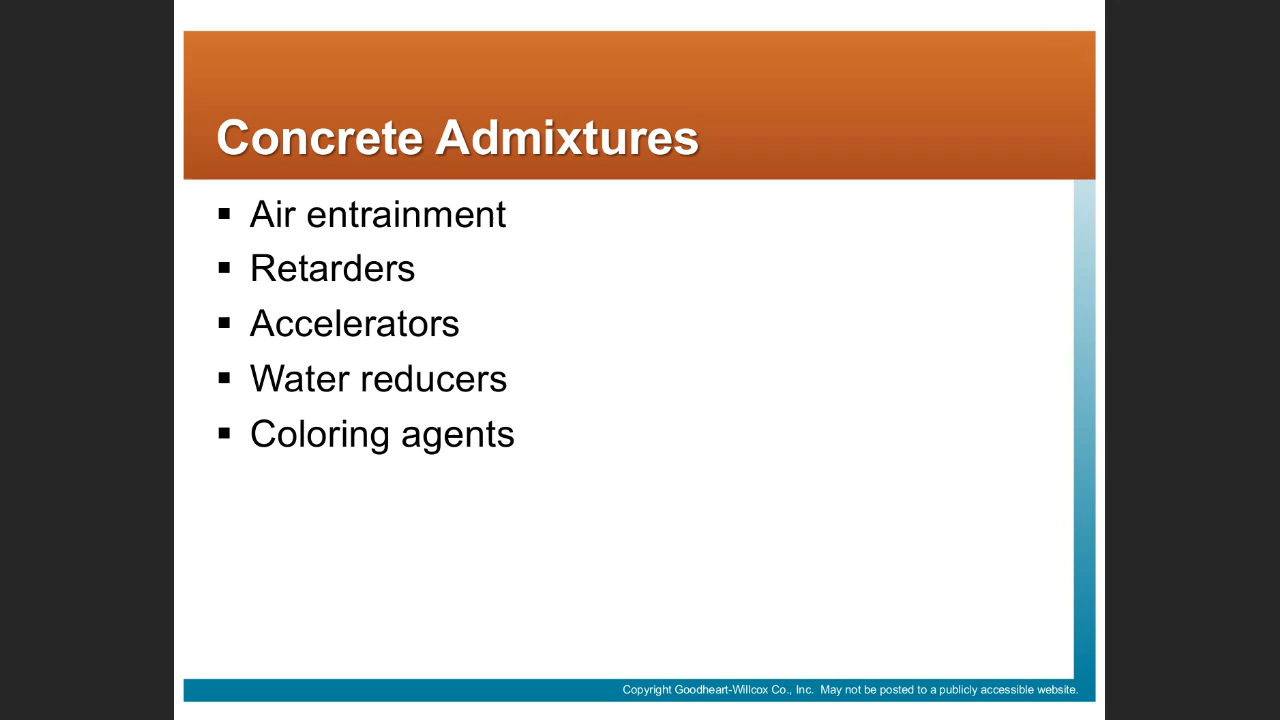 Concrete Admixtures
▪ Air entrainment
▪ Retarders
▪ Accelerators
▪ Water reducers
▪ Coloring agents
Copyright Goodheart-Willcox Co., Inc.  May not be posted to a publicly accessible website.